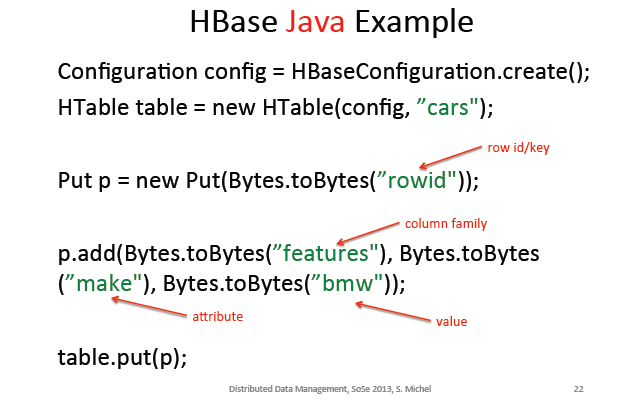 HBase Java Example
Configuration config = HBaseConfiguration.create();
HTable table = new HTable(config, ”cars");
row id/key
Put p = new Put(Bytes.toBytes(”rowid"));
column family
p.add(Bytes.toBytes(”features"), Bytes.toBytes
(”make"), Bytes.toBytes(”bmw"));
attribute
value
table.put(p);
Distributed Data Management, SoSe 2013, S. Michel
22